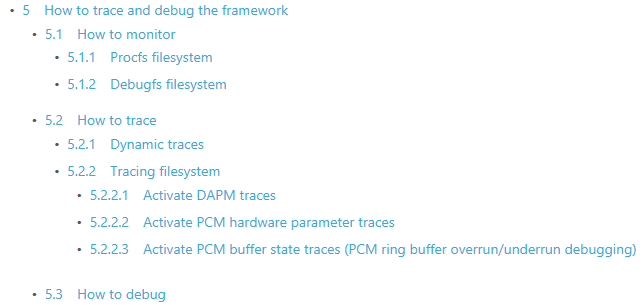 5 How to trace and debug the framework
5.1 How to monitor
5.1.1 Procfs filesystem
5.1.2 Debugfs filesystem
5.2 How to trace
5.2.1 Dynamic traces
5.2.2 Tracing filesystem
5.2.2.1 Activate DAPM traces
5.2.2.2 Activate PCM hardware parameter traces
5.2.2.3 Activate PCM buffer state traces (PCM ring buffer overrun/underrun debugging)
5.3 How to debug